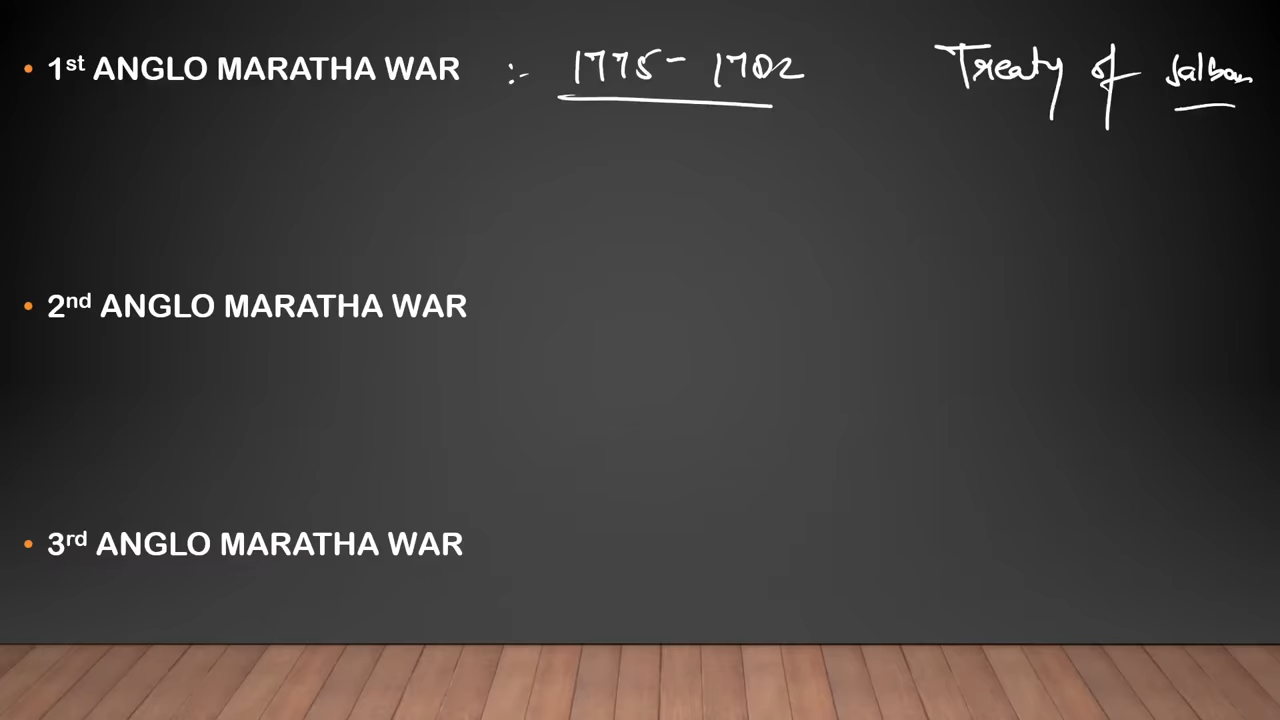 • 1st ANGLO MARATHA WAR :- 1775 - 1782 Treaty of Salbai
• 2nd ANGLO MARATHA WAR
• 3rd ANGLO MARATHA WAR